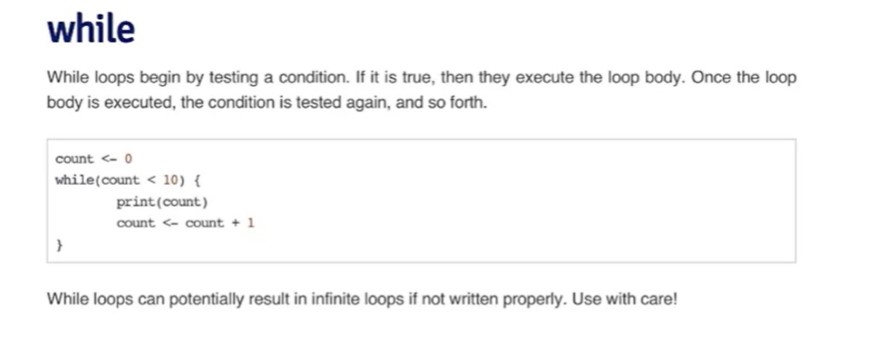 while
While loops begin by testing a condition. If it is true, then they execute the loop body. Once the loop
body is executed, the condition is tested again, and so forth.
count <- 0
while(count < 10) {
        print(count)
        count <- count + 1
}
While loops can potentially result in infinite loops if not written properly. Use with care!